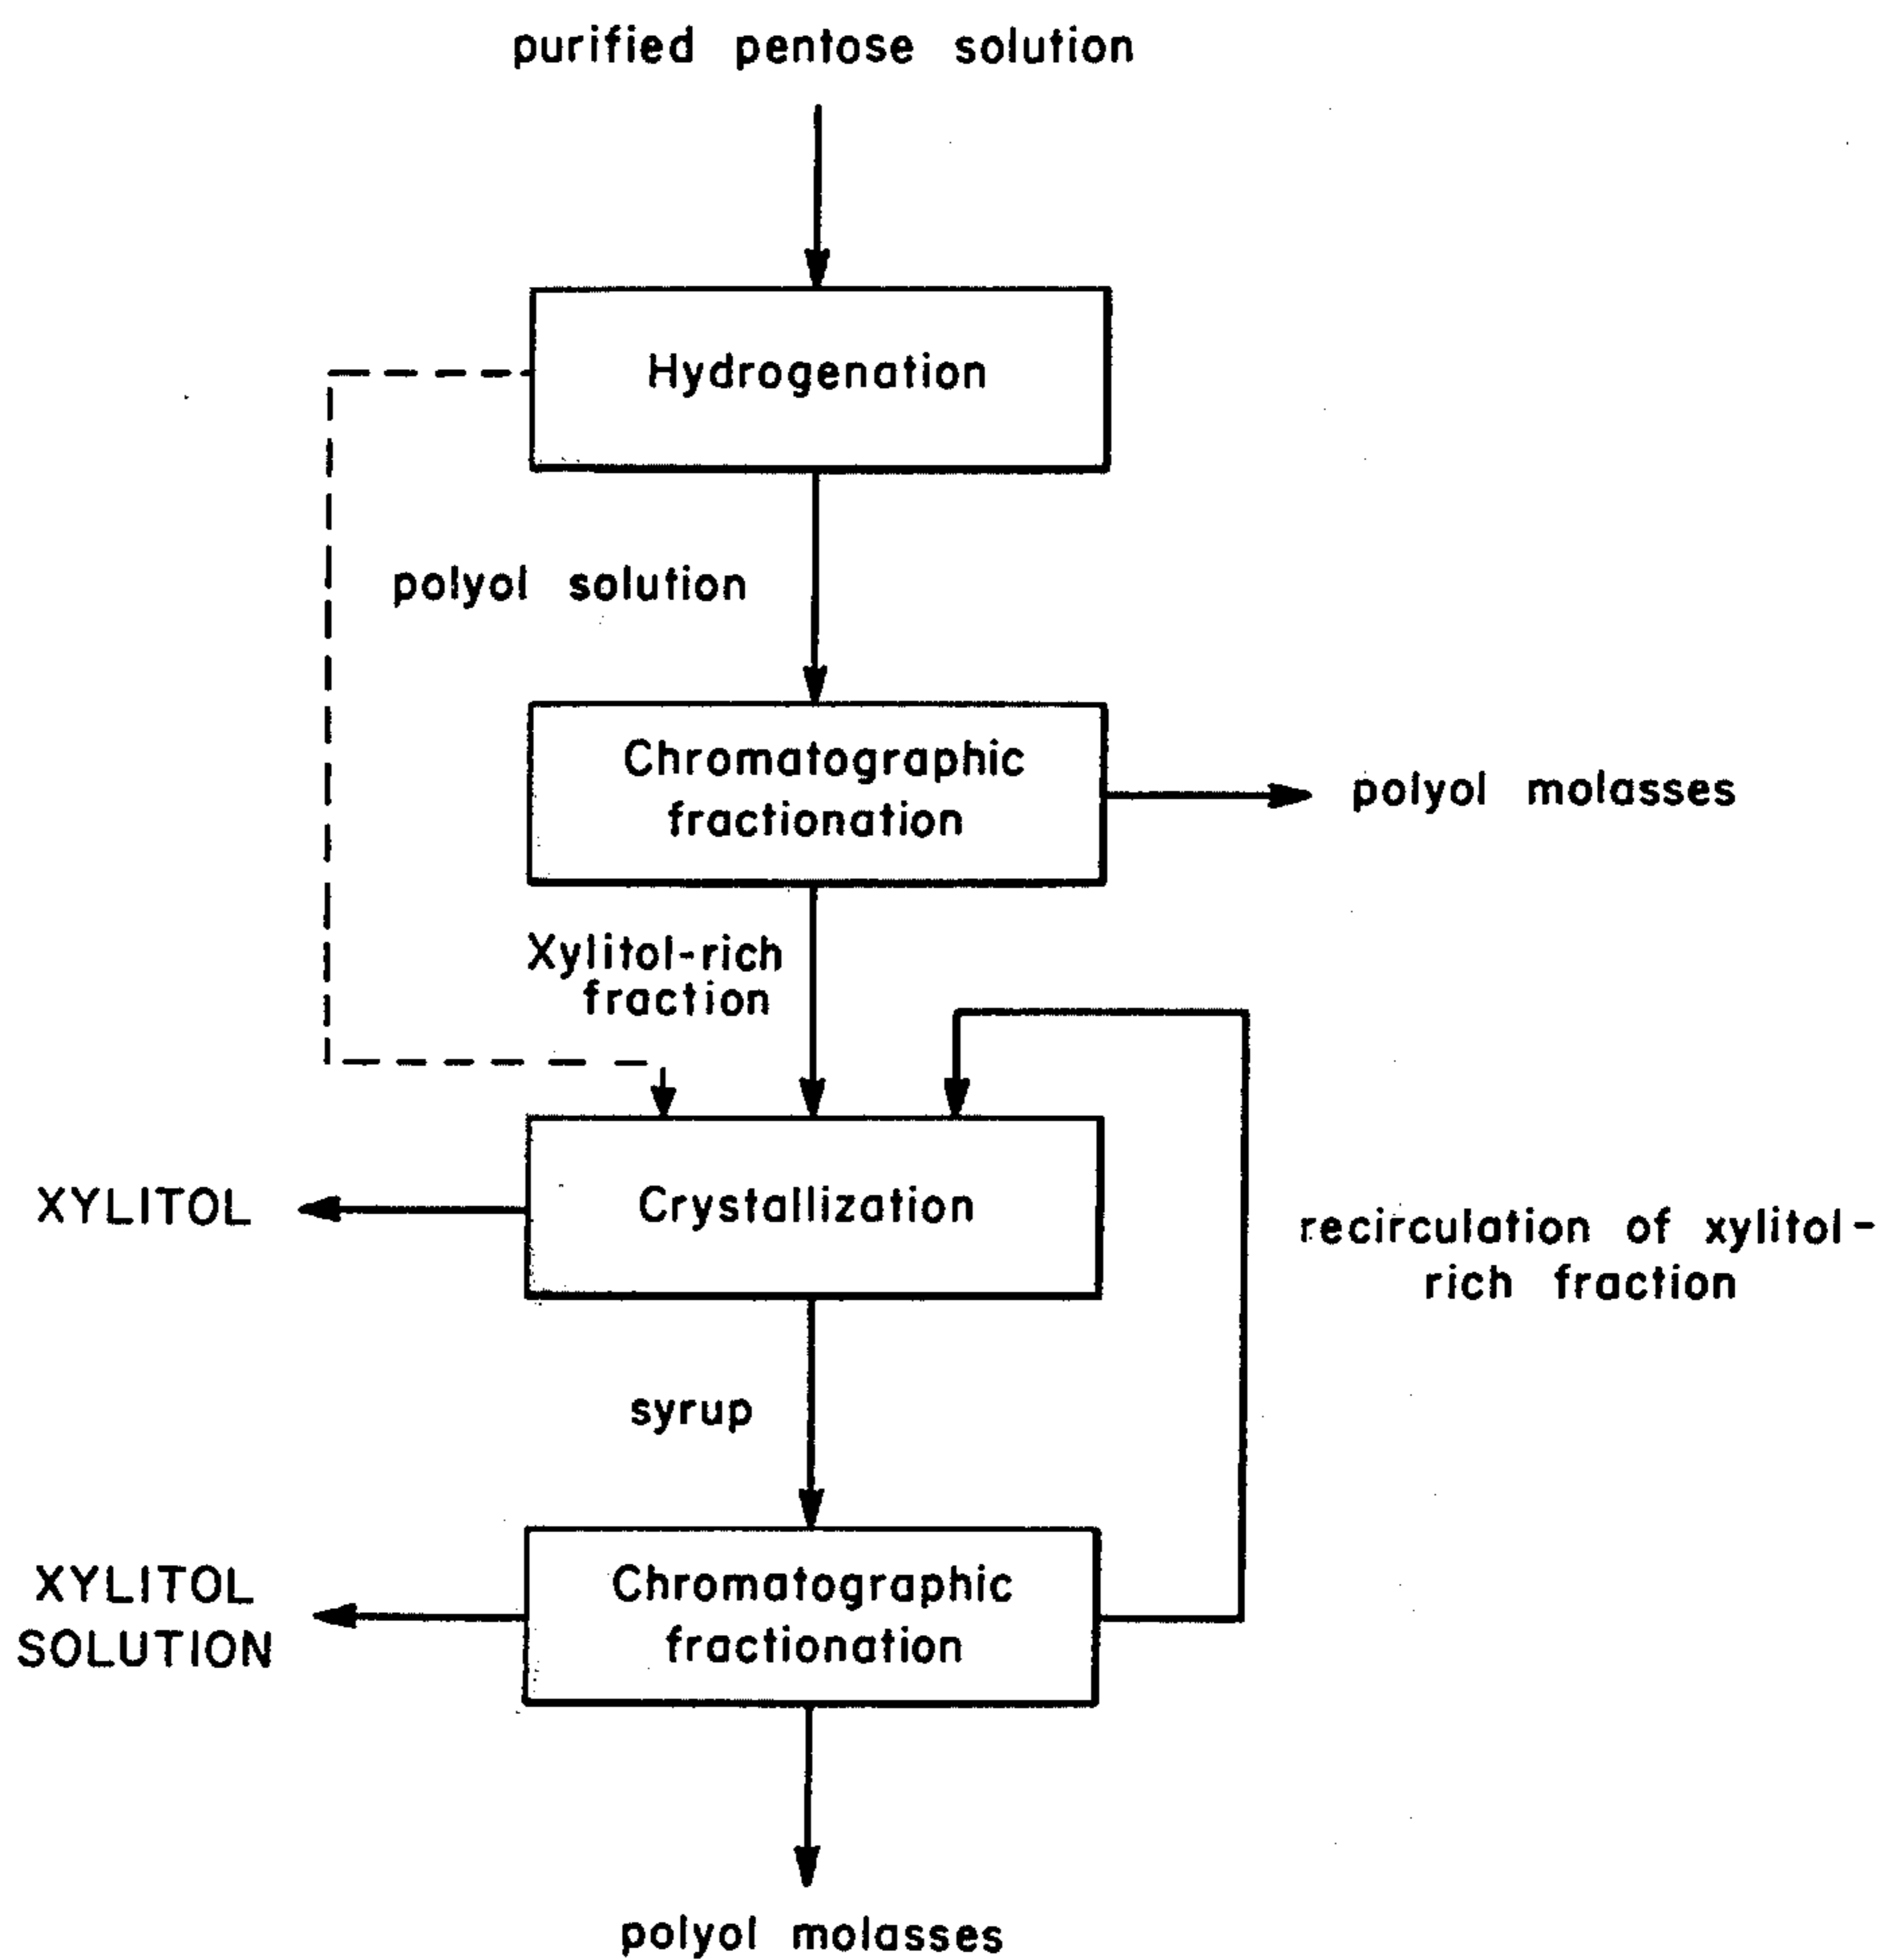 purified pentose solution
Hydrogenation
polyol solution
Chromatographic
fractionation
polyol molasses
Xylitol-rich
fraction
XYLITOL
Crystallization
recirculation of xylitol-
rich fraction
syrup
XYLITOL
SOLUTION
Chromatographic
fractionation
polyol molasses